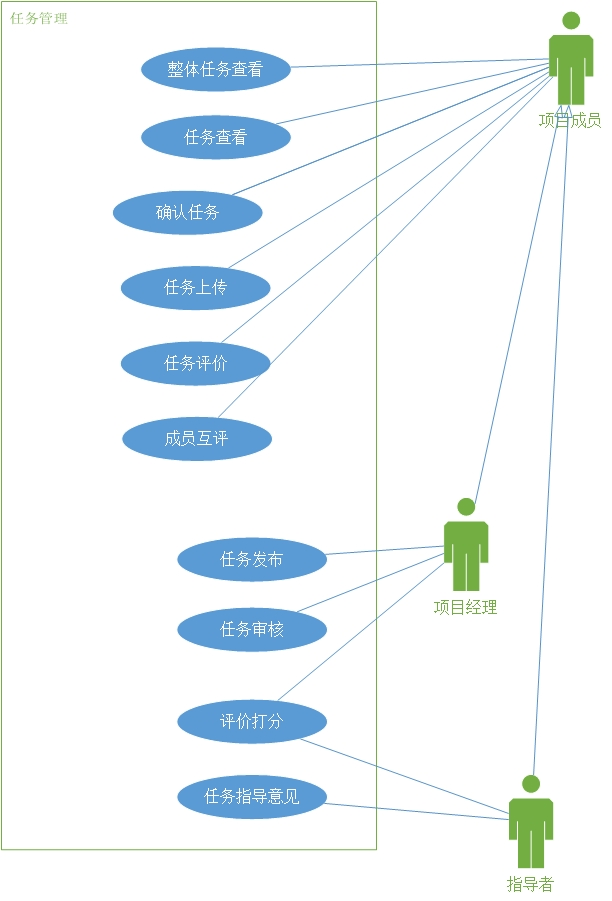 任务管理
整体任务查看
项目成员
任务查看
确认任务
任务上传
任务评价
成员互评
任务发布
项目经理
任务审核
评价打分
任务指导意见
指导者